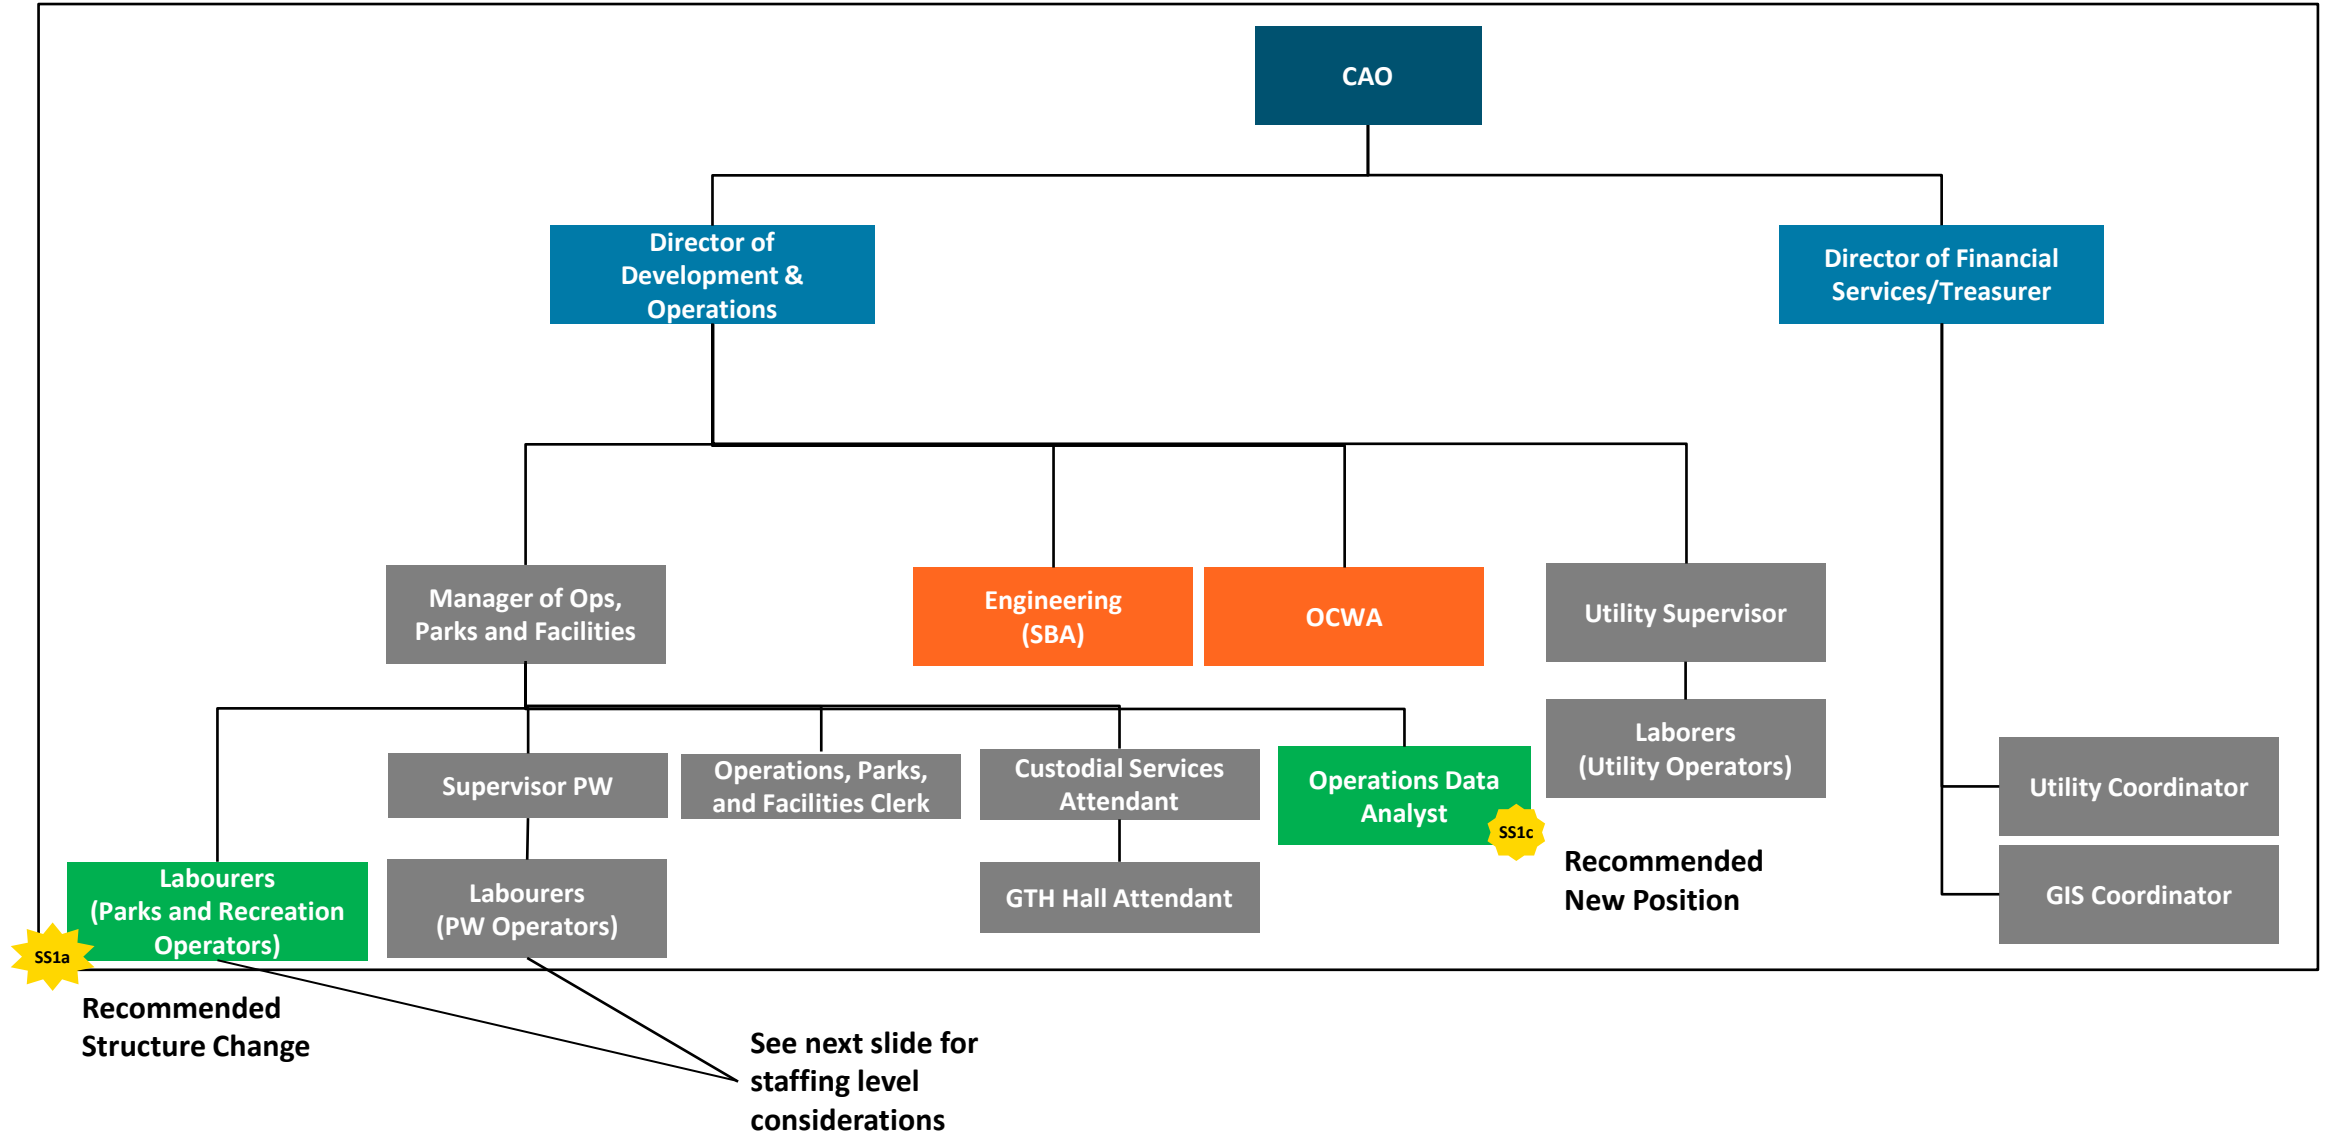 CAO
Director of
Development &
Operations
Director of Financial
Services/Treasurer
Manager of Ops,
Parks and Facilities
Engineering
(SBA)
OCWA
Utility Supervisor
Laborers
(Utility Operators)
Supervisor PW
Operations, Parks,
and Facilities Clerk
Custodial Services
Attendant
Operations Data
Analyst
SS1c
Utility Coordinator
Recommended
New Position
Labourers
(Parks and Recreation
Operators)
SS1a
Labourers
(PW Operators)
GTH Hall Attendant
GIS Coordinator
Recommended
Structure Change
See next slide for
staffing level
considerations